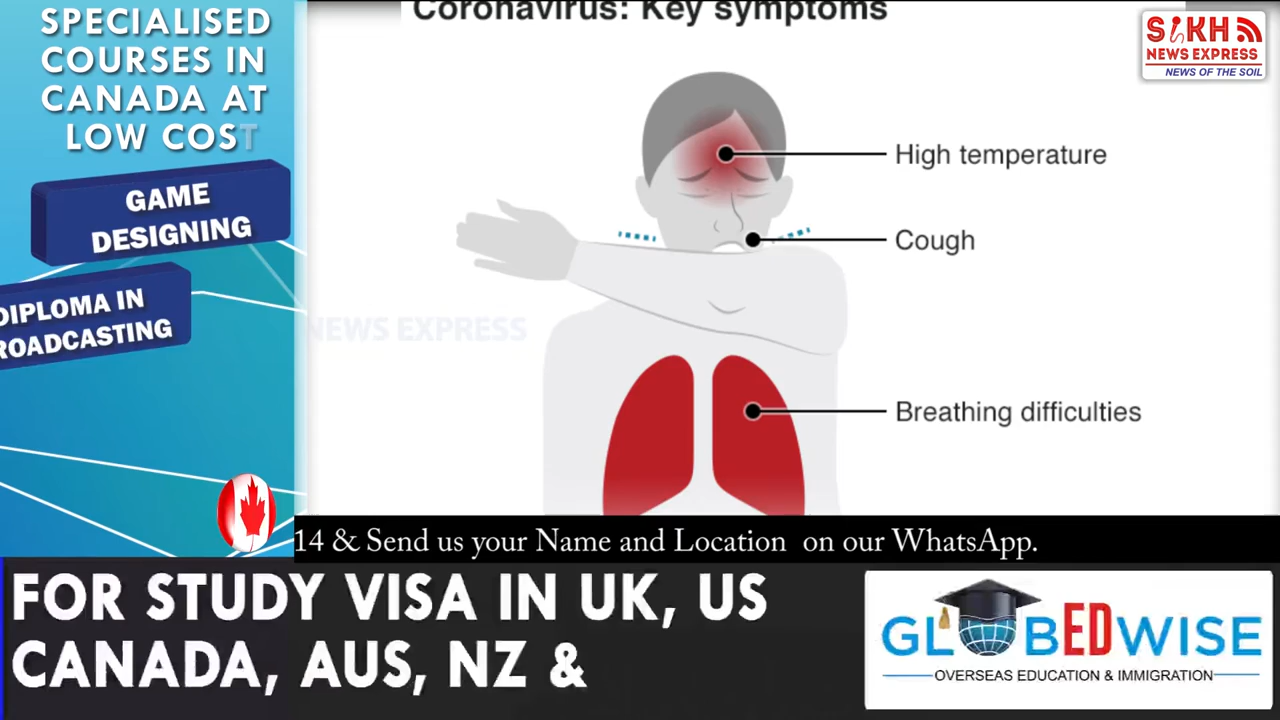 SPECIALISED
COURSES IN
CANADA AT
LOW COST
GAME
DESIGNING
DIPLOMA IN
ROADCASTING
Coronavirus: Key symptoms
High temperature
Cough
Breathing difficulties
NEWS EXPRESS
SIKH
NEWS EXPRESS
NEWS OF THE SOIL
14 & Send us your Name and Location on our WhatsApp.
FOR STUDY VISA IN UK, US
CANADA, AUS, NZ &
GLOBEDWISE
OVERSEAS EDUCATION & IMMIGRATION